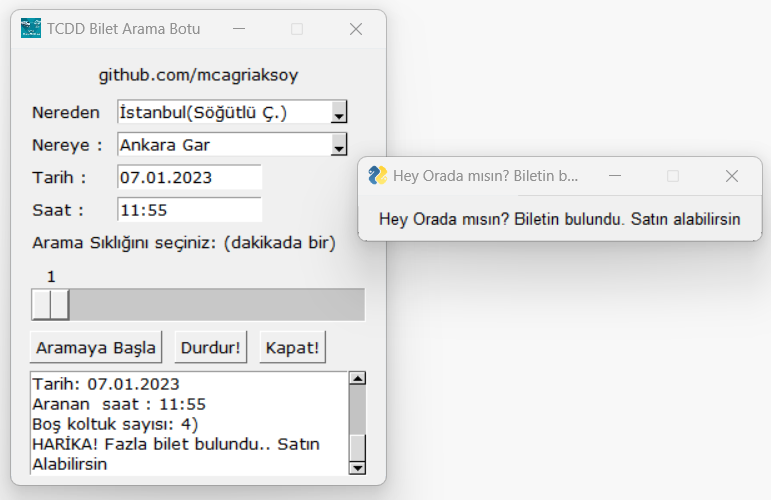 TCDD Bilet Arama Botu
github.com/mcagriaksoy
Nereden İstanbul(Söğütlü Ç.)
Nereye : Ankara Gar
Tarih : 07.01.2023
Saat : 11:55
Arama Sıklığını seçiniz: (dakikada bir)
1
Aramaya Başla Durdur! Kapat!
Tarih: 07.01.2023
Aranan  saat : 11:55
Boş koltuk sayısı: 4)
HARİKA! Fazla bilet bulundu.. Satın
Alabilirsin
Hey Orada mısın? Biletin b...
Hey Orada mısın? Biletin bulundu. Satın alabilirsin